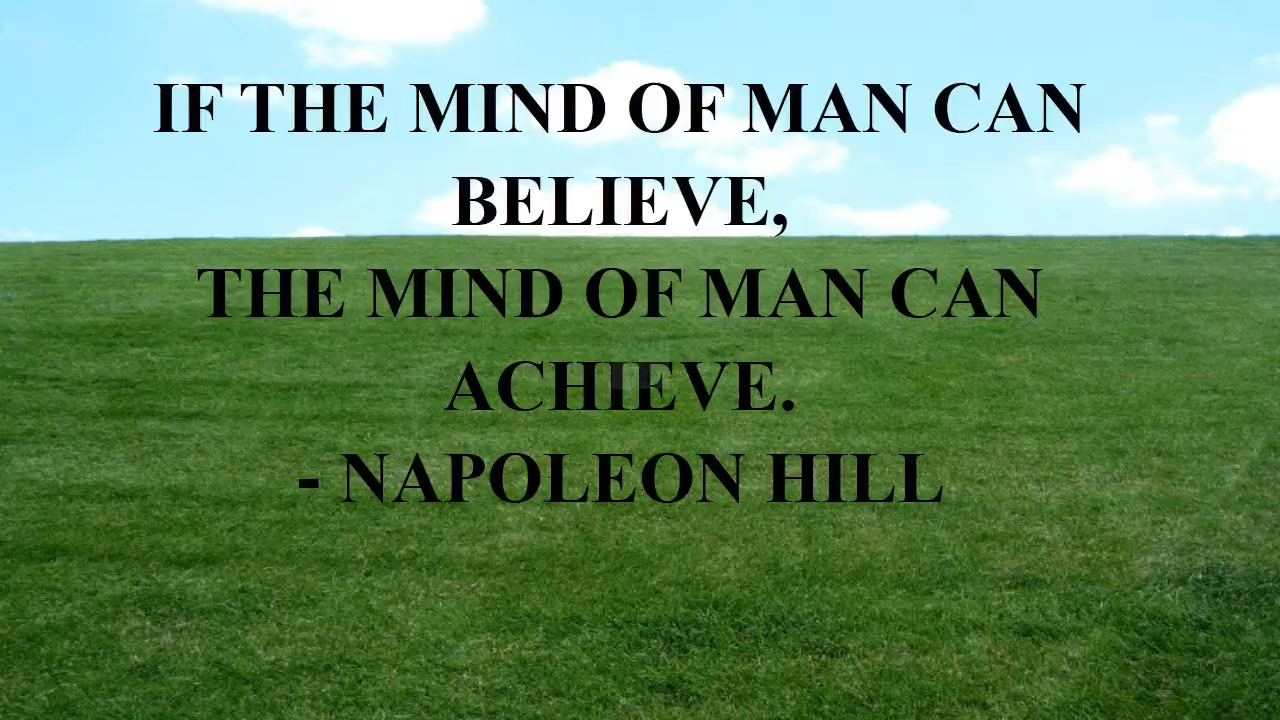 IF THE MIND OF MAN CAN
BELIEVE,
THE MIND OF MAN CAN
ACHIEVE.
- NAPOLEON HILL